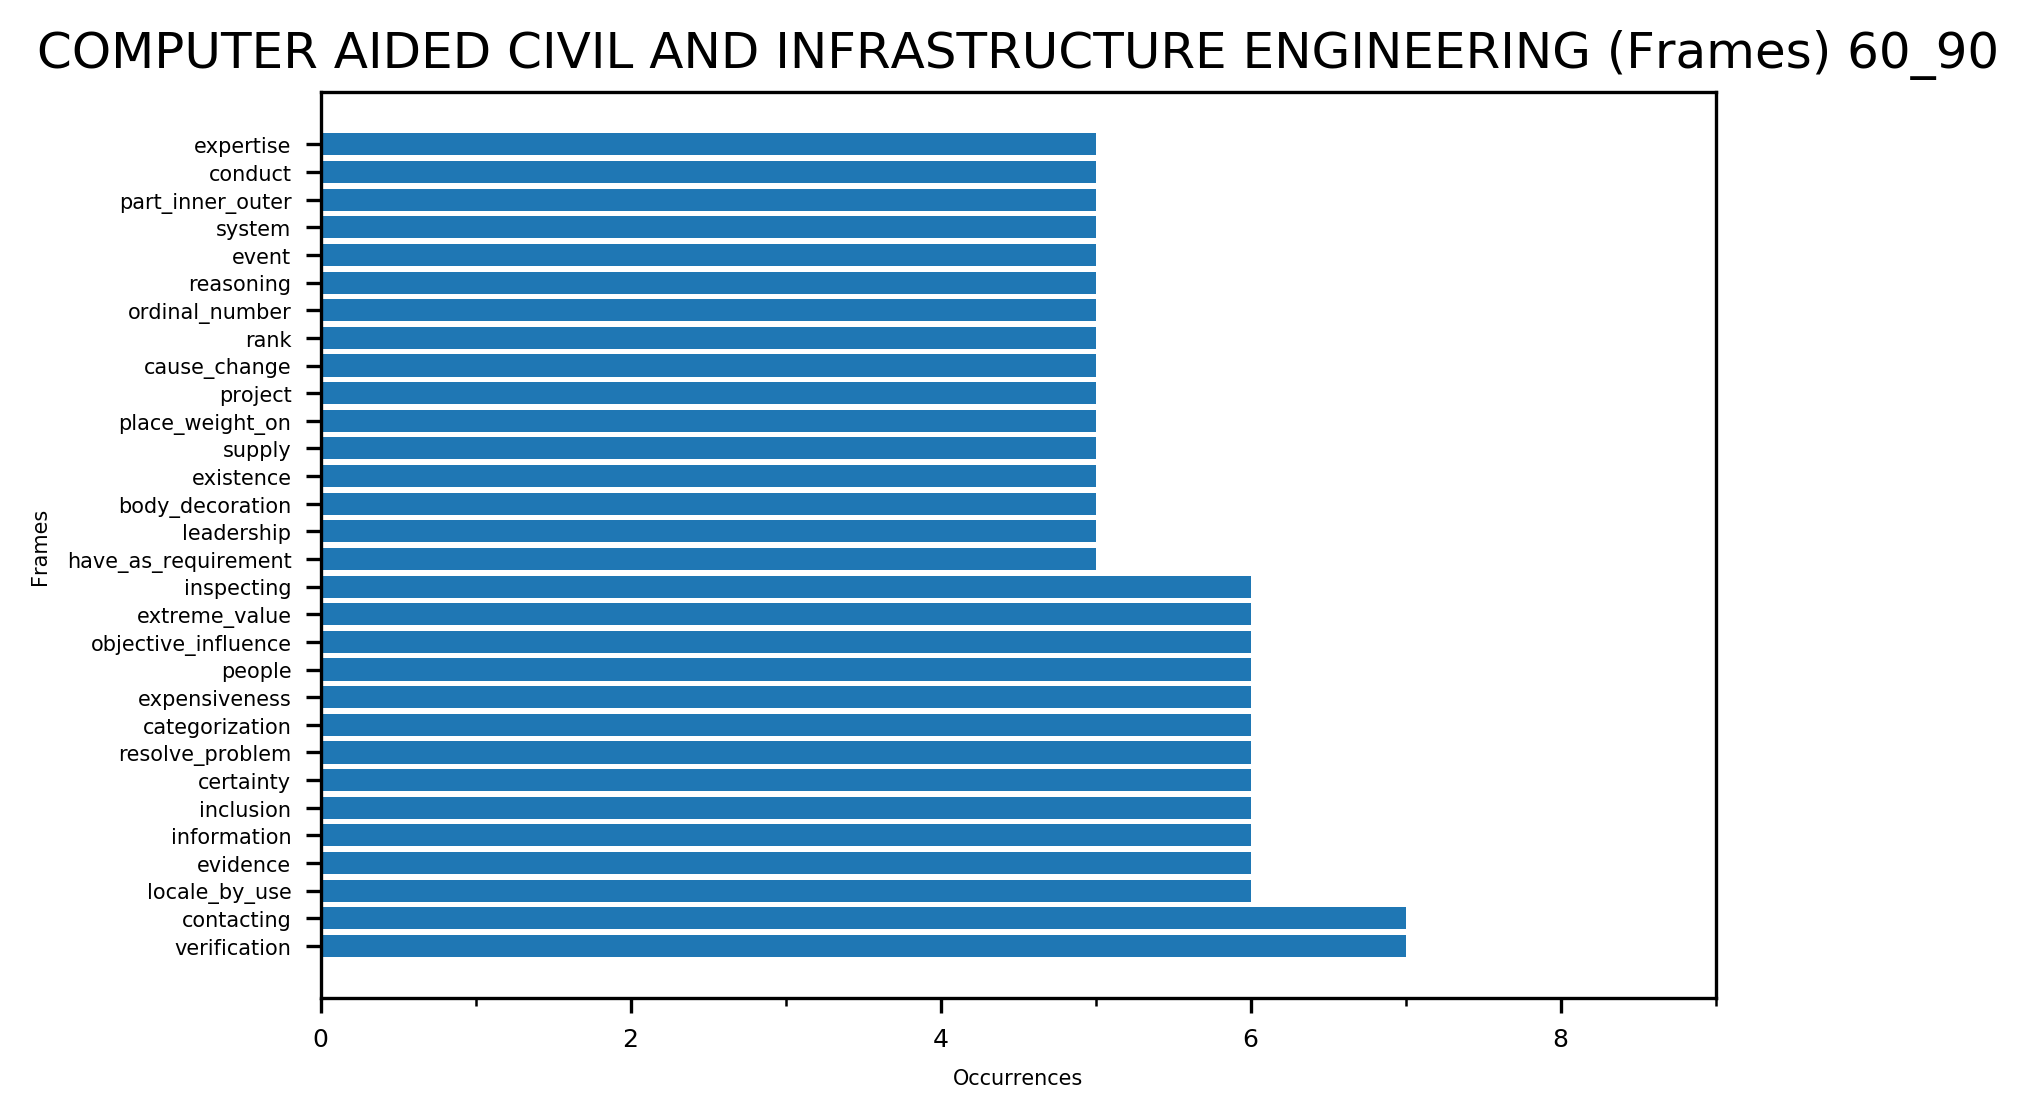 COMPUTER AIDED CIVIL AND INFRASTRUCTURE ENGINEERING (Frames) 60_90
expertise
conduct
part_inner_outer
system
event
reasoning
ordinal_number
rank
cause_change
project
place_weight_on
supply
existence
body_decoration
leadership
have_as_requirement
inspecting
extreme_value
objective_influence
people
expensiveness
categorization
resolve_problem
certainty
inclusion
information
evidence
locale_by_use
contacting
verification
Frames
0 2 4 6 8
Occurrences